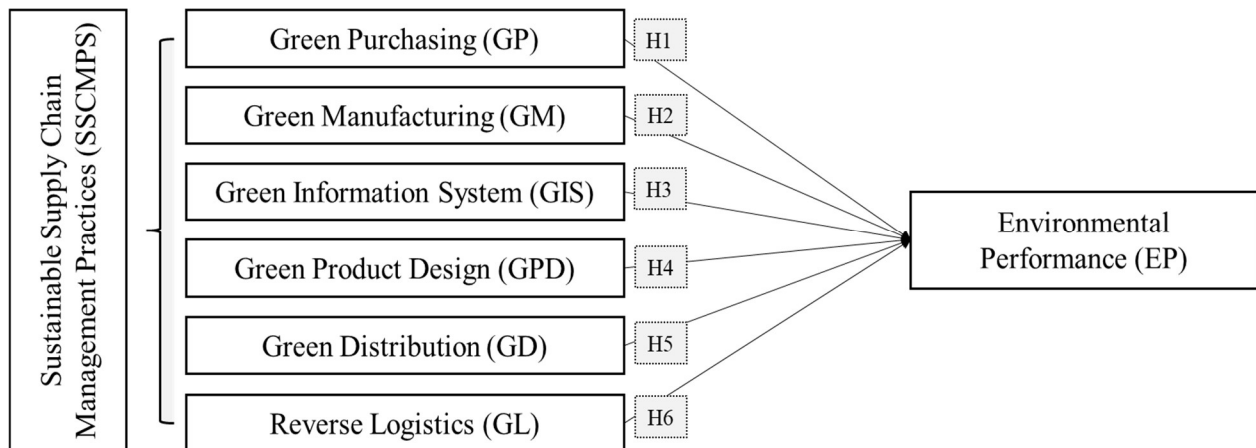 Sustainable Supply Chain
Management Practices (SSCMPS)
Green Purchasing (GP)
H1
Green Manufacturing (GM)
H2
Green Information System (GIS)
H3
Green Product Design (GPD)
H4
Green Distribution (GD)
H5
Reverse Logistics (GL)
H6
Environmental
Performance (EP)